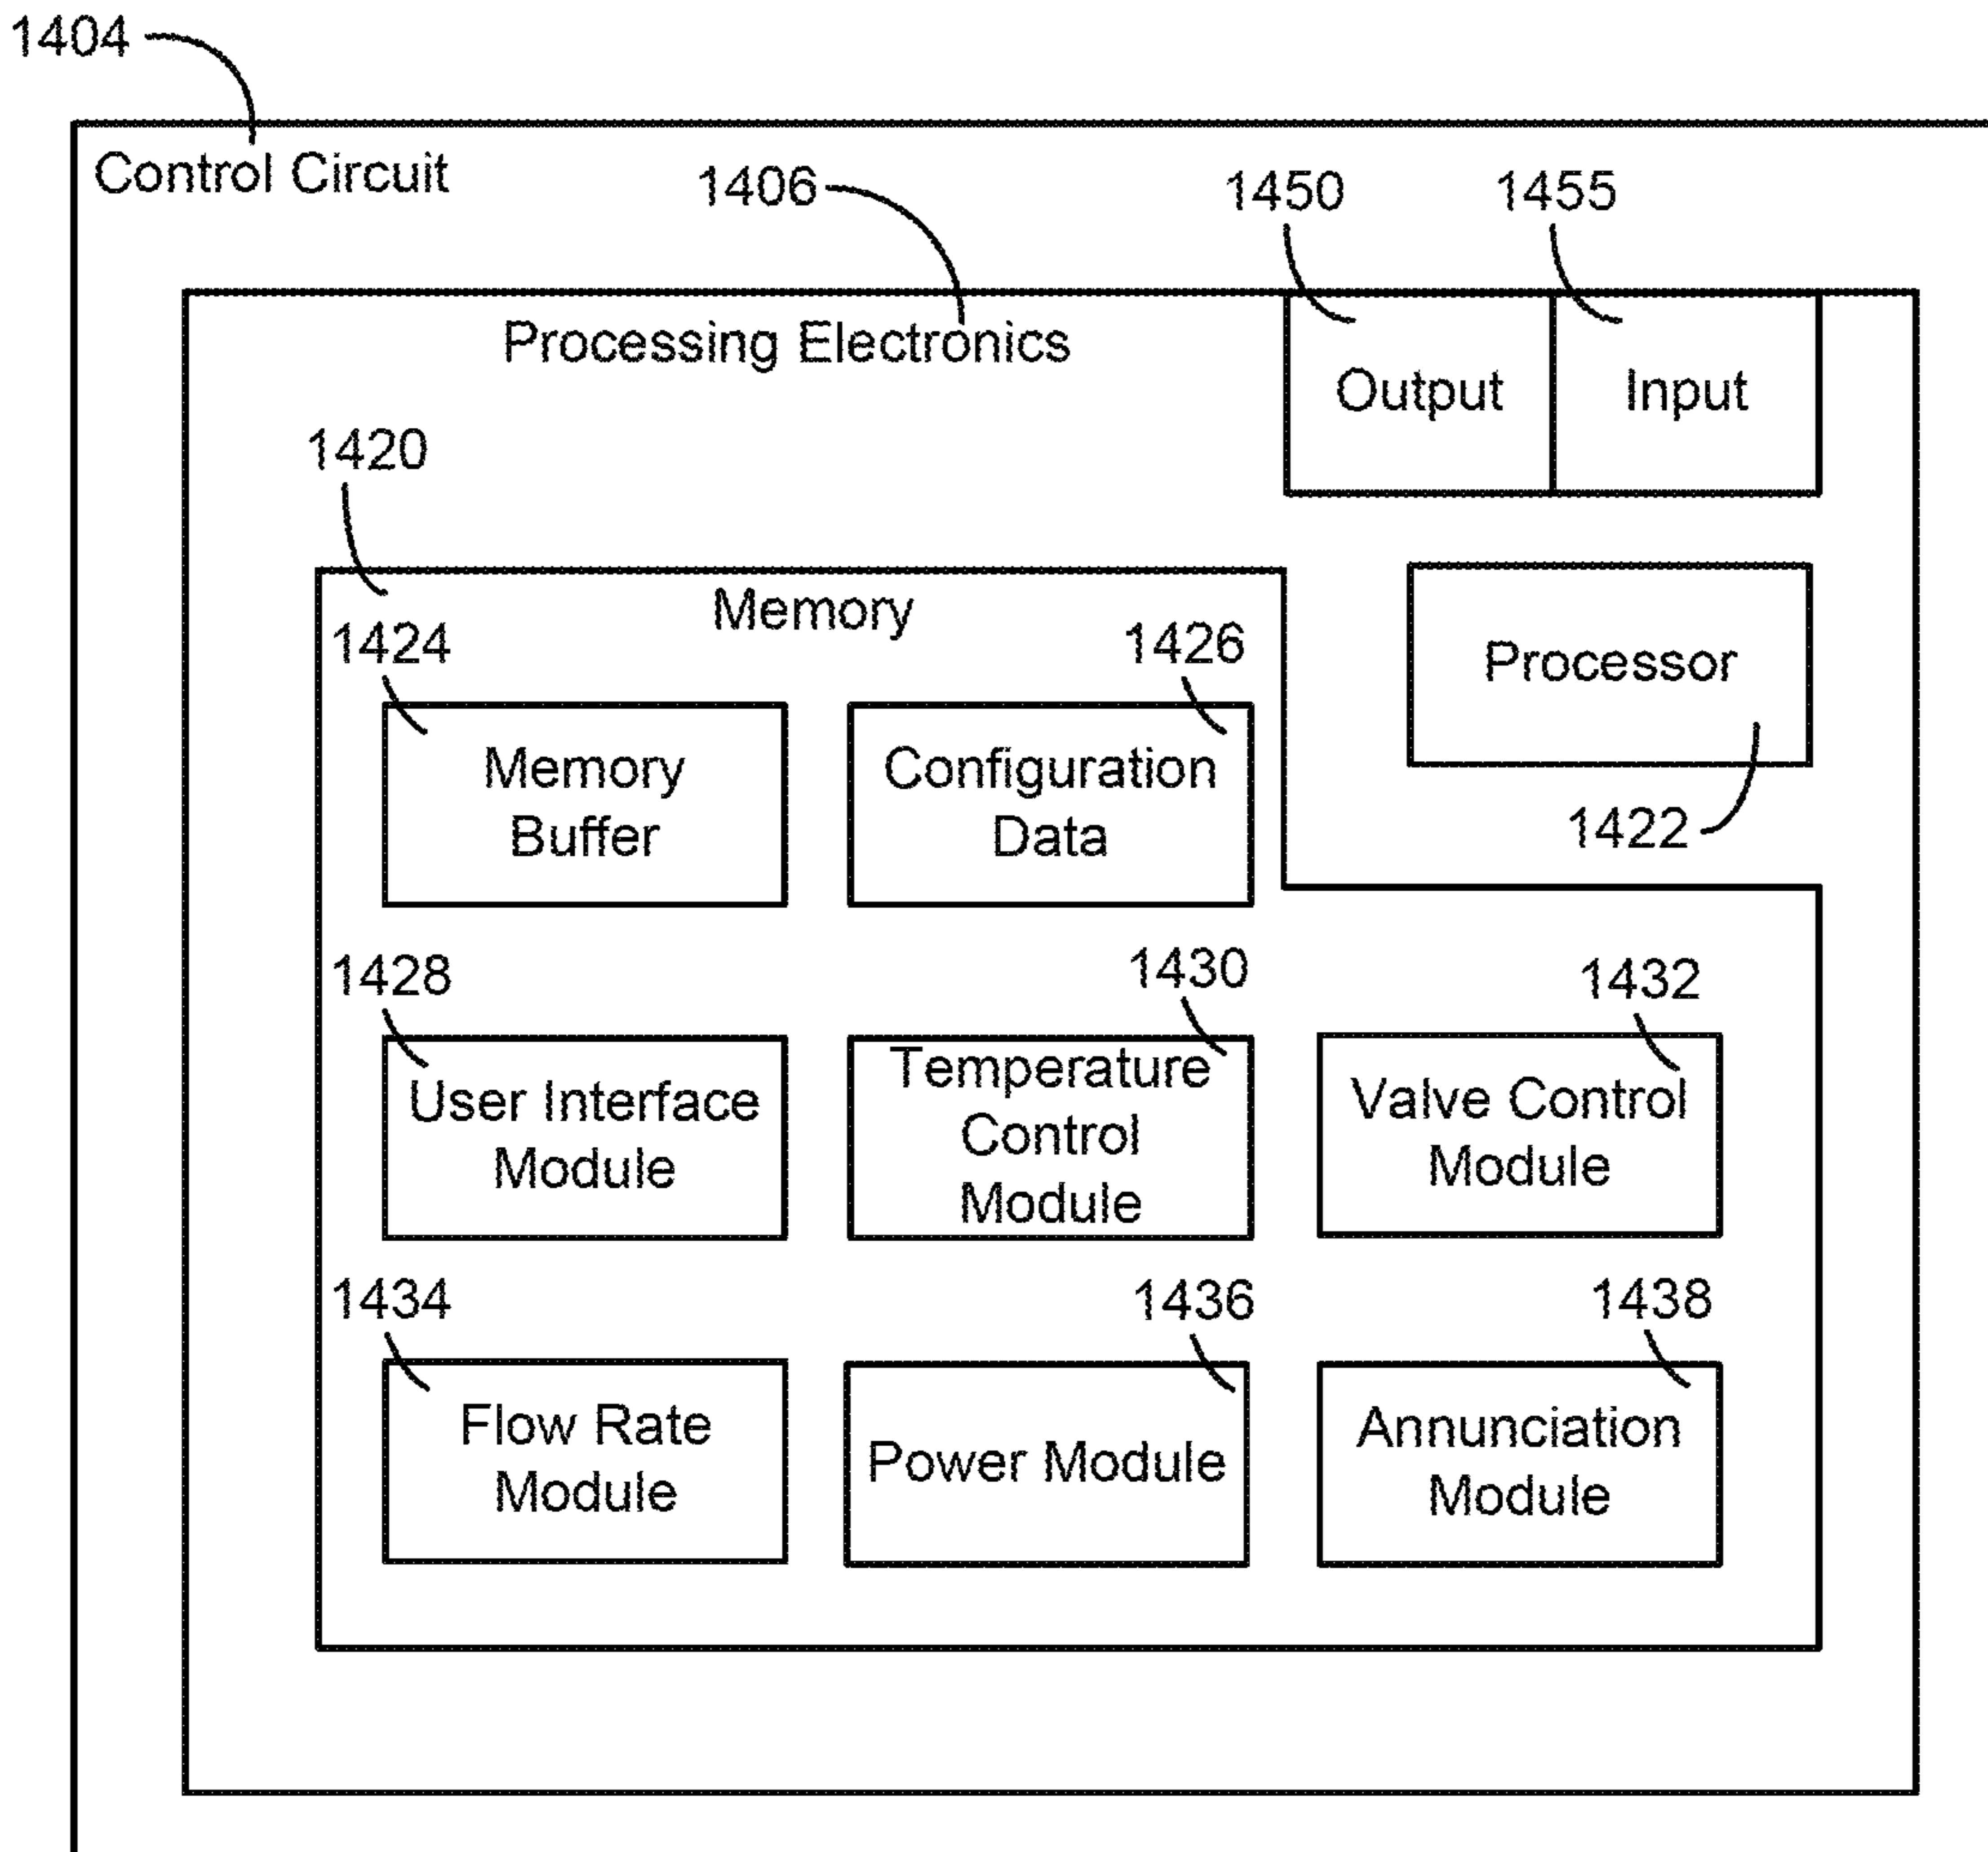 1404
Control Circuit
1406
1450
1455
Processing Electronics
Output
Input
1420
Memory
1424
1426
Processor
Memory
Buffer
Configuration
Data
1422
1428
1430
1432
User Interface
Module
Temperature
Control
Module
Valve Control
Module
1434
1436
1438
Flow Rate
Module
Power Module
Annunciation
Module